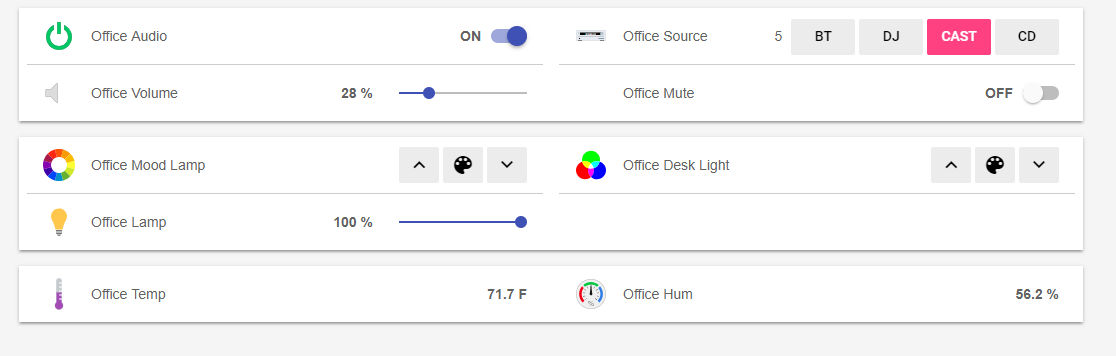 Office Audio ON Office Source 5 BT DJ CAST CD
Office Volume 28 % Office Mute OFF
Office Mood Lamp Office Desk Light
Office Lamp 100 %
Office Temp 71.7 F Office Hum % 56.2 %